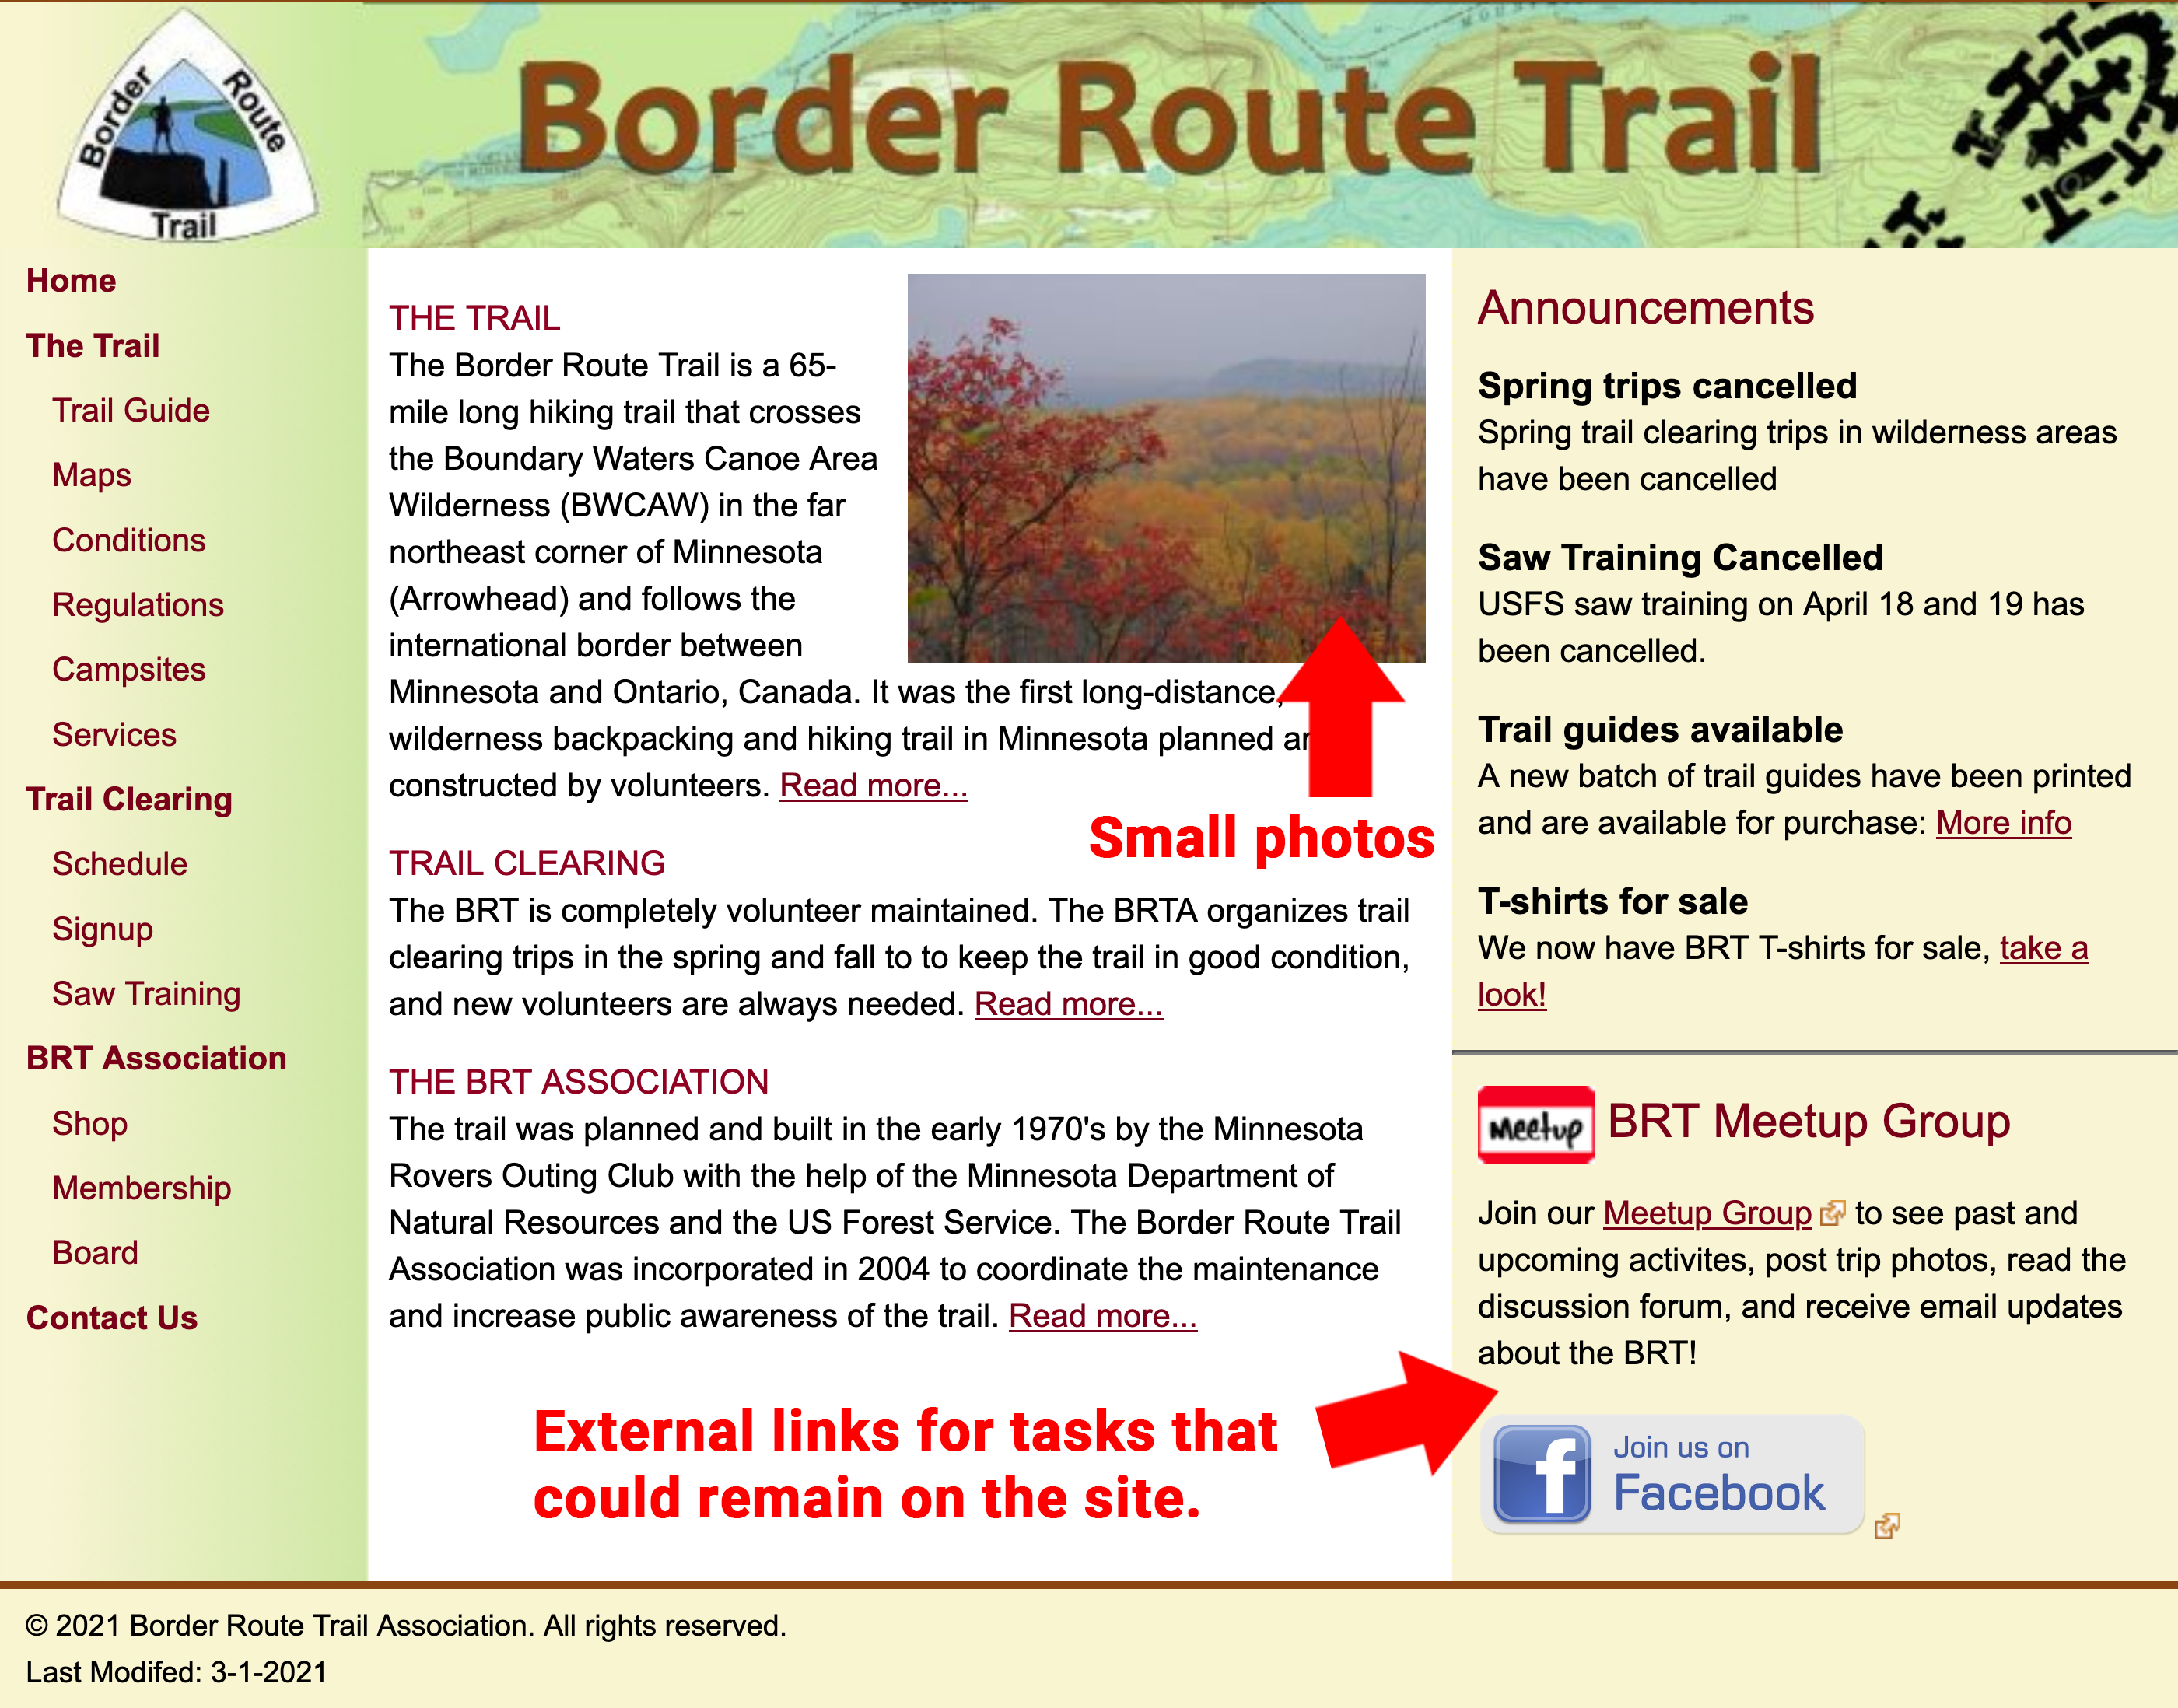 Border Route Trail
Border Route Trail
Home
The Trail
Trail Guide
Maps
Conditions
Regulations
Campsites
Services
Trail Clearing
Schedule
Signup
Saw Training
BRT Association
Shop
Membership
Board
Contact Us
THE TRAIL
The Border Route Trail is a 65-
mile long hiking trail that crosses
the Boundary Waters Canoe Area
Wilderness (BWCAW) in the far
northeast corner of Minnesota
(Arrowhead) and follows the
international border between
Minnesota and Ontario, Canada. It was the first long-distance,
wilderness backpacking and hiking trail in Minnesota planned
constructed by volunteers. Read more...
Small photos
TRAIL CLEARING
The BRT is completely volunteer maintained. The BRTA organizes trail
clearing trips in the spring and fall to to keep the trail in good condition,
and new volunteers are always needed. Read more...
THE BRT ASSOCIATION
The trail was planned and built in the early 1970's by the Minnesota
Rovers Outing Club with the help of the Minnesota Department of
Natural Resources and the US Forest Service. The Border Route Trail
Association was incorporated in 2004 to coordinate the maintenance
and increase public awareness of the trail. Read more...
External links for tasks that
could remain on the site.
Announcements
Spring trips cancelled
Spring trail clearing trips in wilderness areas
have been cancelled
Saw Training Cancelled
USFS saw training on April 18 and 19 has
been cancelled.
Trail guides available
A new batch of trail guides have been printed
and are available for purchase: More info
T-shirts for sale
We now have BRT T-shirts for sale, take a
look!
Meetup
BRT Meetup Group
Join our Meetup Group to see past and
upcoming activites, post trip photos, read the
discussion forum, and receive email updates
about the BRT!
f
Join us on
Facebook
© 2021 Border Route Trail Association. All rights reserved.
Last Modifed: 3-1-2021